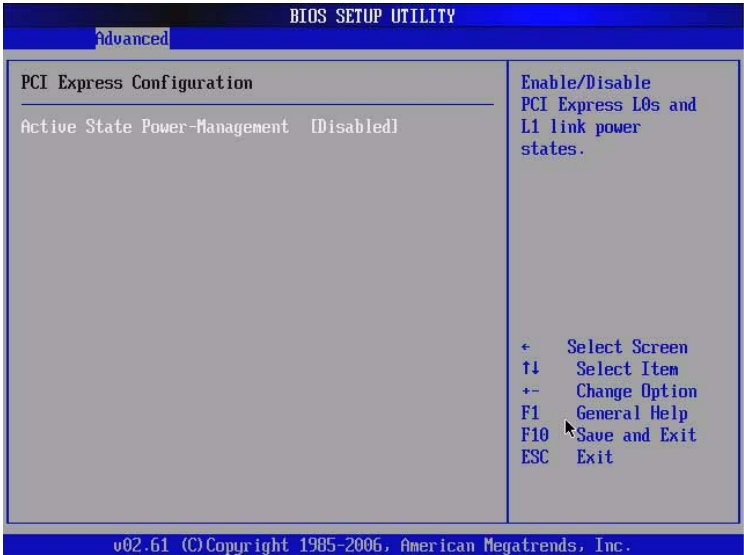 BIOS SETUP UTILITY
Advanced
PCI Express Configuration
Active State Power-Management [Disabled]
Enable/Disable
PCI Express L0s and
L1 link power
states.
← Select Screen
↑↓ Select Item
+- Change Option
F1 General Help
F10 Save and Exit
ESC Exit
v02.61 (C)Copyright 1985-2006, American Megatrends, Inc.